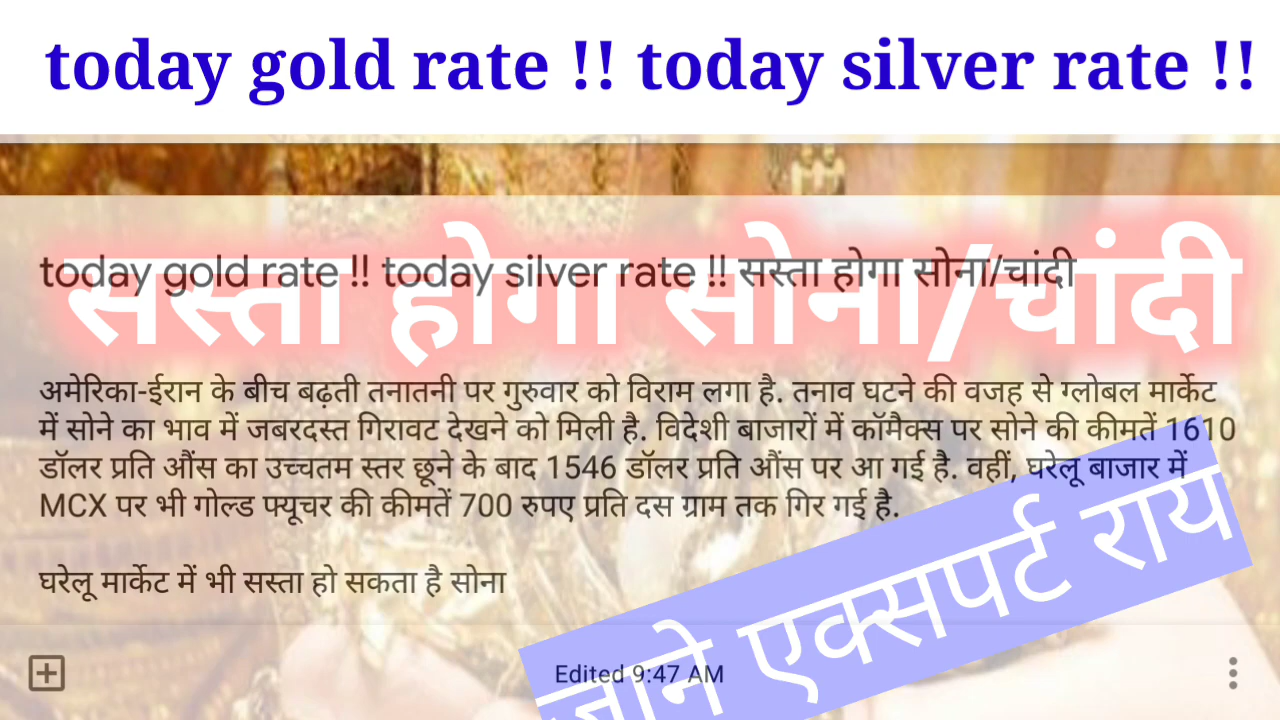 today gold rate !! today silver rate !!
today gold rate !! today silver rate !! सस्ता होगा सोना/चांदी
सस्ता होगा सोना/चांदी
अमेरिका-ईरान के बीच बढ़ती तनातनी पर गुरुवार को विराम लगा है. तनाव घटने की वजह से ग्लोबल मार्केट
में सोने का भाव में जबरदस्त गिरावट देखने को मिली है. विदेशी बाजारों में कॉमैक्स पर सोने की कीमतें 1610
डॉलर प्रति औंस का उच्चतम स्तर छूने के बाद 1546 डॉलर प्रति औंस पर आ गई है. वहीं, घरेलू बाजार में
MCX पर भी गोल्ड फ्यूचर की कीमतें 700 रुपए प्रति दस ग्राम तक गिर गई है.
घरेलू मार्केट में भी सस्ता हो सकता है सोना
जाने एक्सपर्ट राय
Edited 9:47 AM